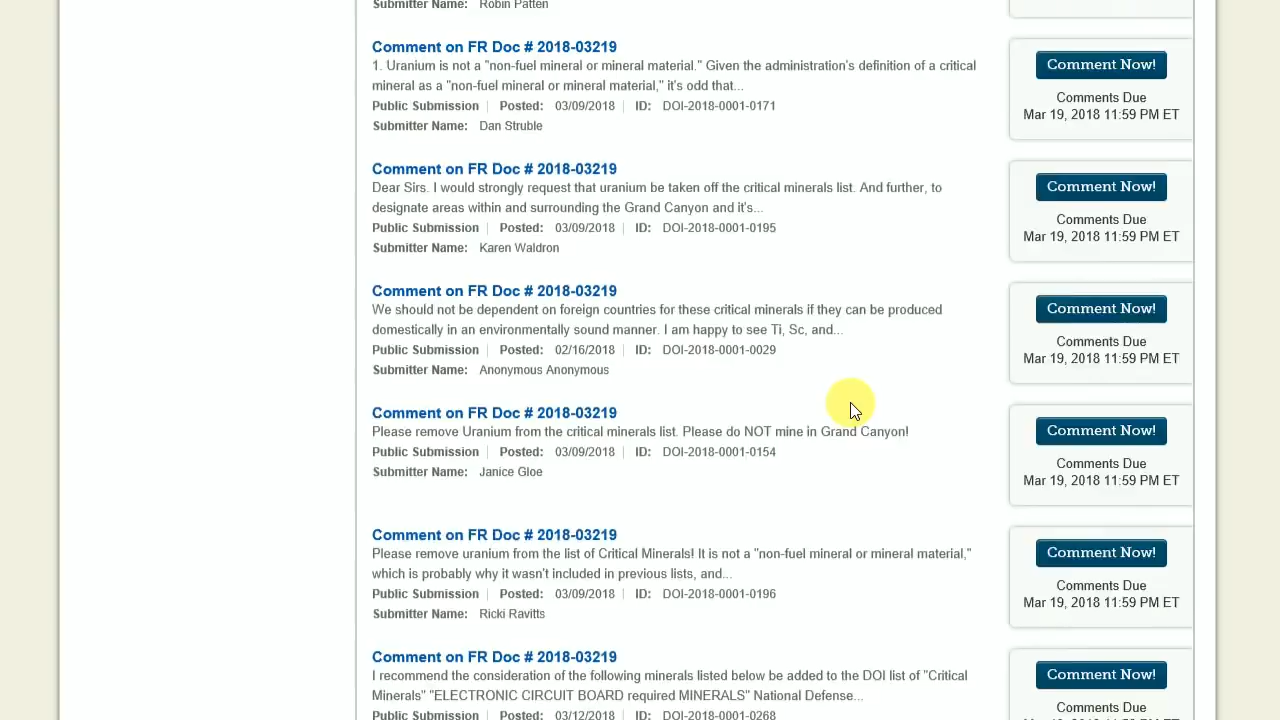 Submitter Name: Robin Patten
Comment on FR Doc # 2018-03219
1. Uranium is not a "non-fuel mineral or mineral material." Given the administration's definition of a critical
mineral as a "non-fuel mineral or mineral material," it's odd that...
Public Submission Posted: 03/09/2018 ID: DOI-2018-0001-0171
Submitter Name: Dan Struble
Comment Now!
Comments Due
Mar 19, 2018 11:59 PM ET
Comment on FR Doc # 2018-03219
Dear Sirs. I would strongly request that uranium be taken off the critical minerals list. And further, to
designate areas within and surrounding the Grand Canyon and it's...
Public Submission Posted: 03/09/2018 ID: DOI-2018-0001-0195
Submitter Name: Karen Waldron
Comment Now!
Comments Due
Mar 19, 2018 11:59 PM ET
Comment on FR Doc # 2018-03219
We should not be dependent on foreign countries for these critical minerals if they can be produced
domestically in an environmentally sound manner. I am happy to see Ti, Sc, and...
Public Submission Posted: 02/16/2018 ID: DOI-2018-0001-0029
Submitter Name: Anonymous Anonymous
Comment Now!
Comments Due
Mar 19, 2018 11:59 PM ET
Comment on FR Doc # 2018-03219
Please remove Uranium from the critical minerals list. Please do NOT mine in Grand Canyon!
Public Submission Posted: 03/09/2018 ID: DOI-2018-0001-0154
Submitter Name: Janice Gloe
Comment Now!
Comments Due
Mar 19, 2018 11:59 PM ET
Comment on FR Doc # 2018-03219
Please remove uranium from the list of Critical Minerals! It is not a "non-fuel mineral or mineral material,"
which is probably why it wasn't included in previous lists, and...
Public Submission Posted: 03/09/2018 ID: DOI-2018-0001-0196
Submitter Name: Ricki Ravitts
Comment Now!
Comments Due
Mar 19, 2018 11:59 PM ET
Comment on FR Doc # 2018-03219
I recommend the consideration of the following minerals listed below be added to the DOI list of "Critical
Minerals" "ELECTRONIC CIRCUIT BOARD required MINERALS" National Defense...
Public Submission Posted: 03/12/2018 ID: DOI-2018-0001-0268
Comment Now!
Comments Due
Mar 19, 2018 11:59 PM ET